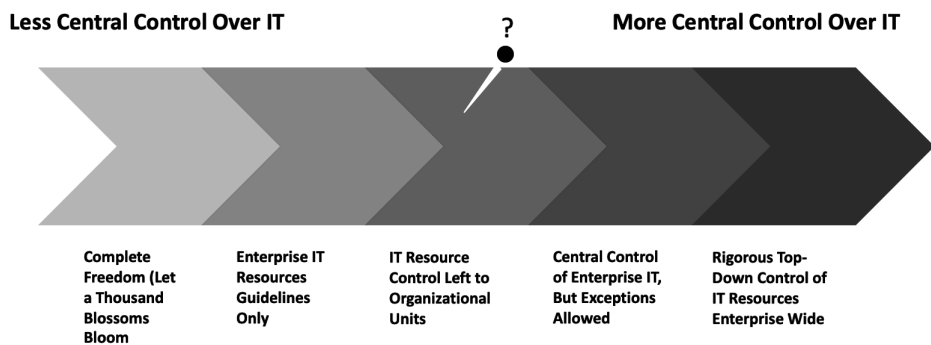 Less Central Control Over IT
?
More Central Control Over IT
Complete
Freedom (Let
a Thousand
Blossoms
Bloom
Enterprise IT
Resources
Guidelines
Only
IT Resource
Control Left to
Organizational
Units
Central Control
of Enterprise IT,
But Exceptions
Allowed
Rigorous Top-
Down Control of
IT Resources
Enterprise Wide